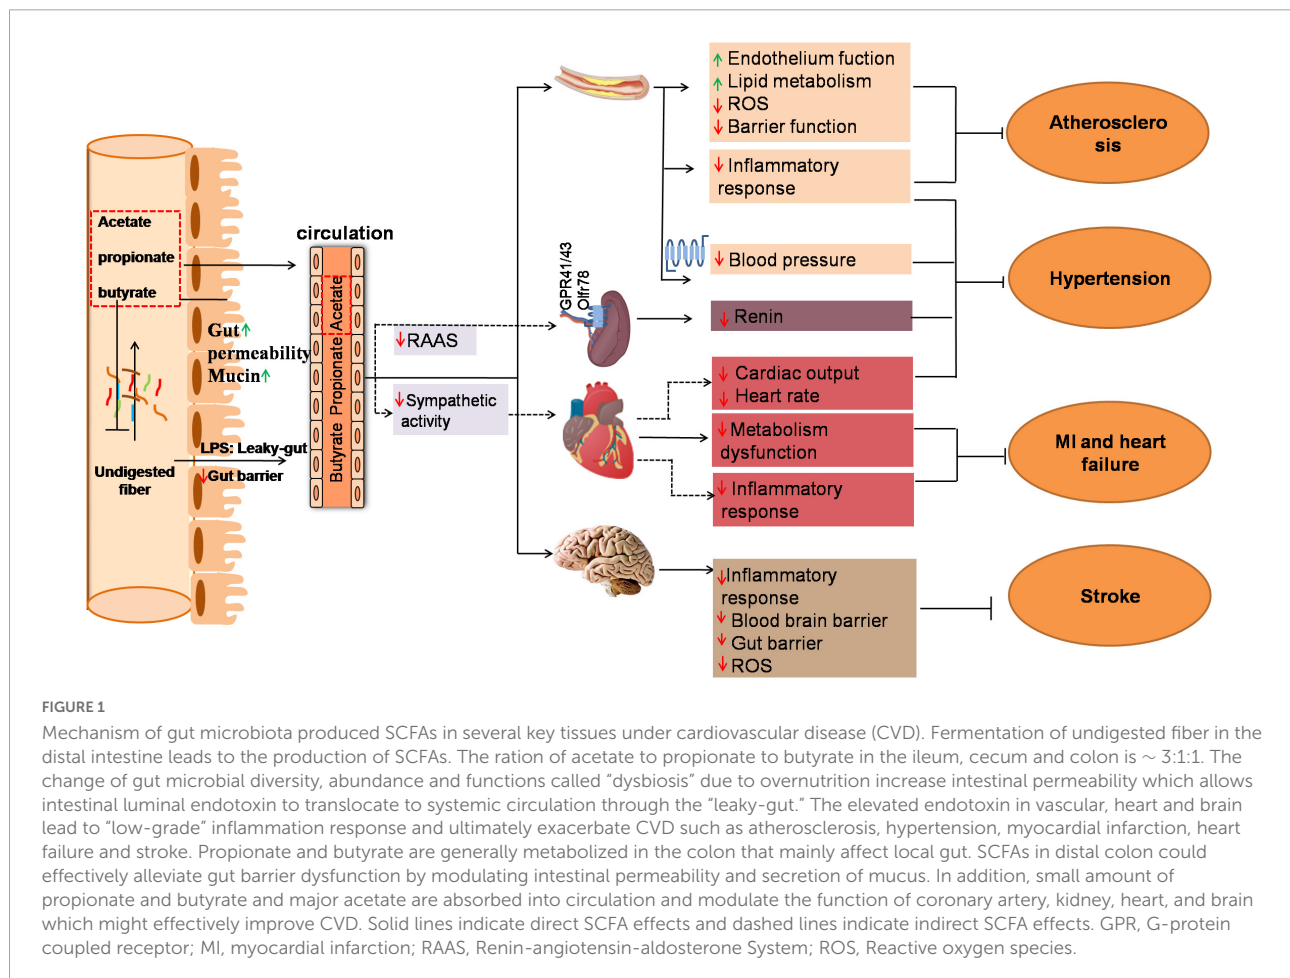 Acetate
propionate
butyrate
Undigested
fiber
Gut
permeability
Mucin
LPS: Leaky-gut
Gut barrier
circulation
Butyrate Propionate Acetate
RAAS
Sympathetic
activity
GPR41/43
Olfr78
Endothelium fuction
Lipid metabolism
ROS
Barrier function
Inflammatory
response
Blood pressure
Renin
Cardiac output
Heart rate
Metabolism
dysfunction
Inflammatory
response
Inflammatory
response
Blood brain barrier
Gut barrier
ROS
Atherosclero
sis
Hypertension
MI and heart
failure
Stroke
FIGURE 1
Mechanism of gut microbiota produced SCFAs in several key tissues under cardiovascular disease (CVD). Fermentation of undigested fiber in the
distal intestine leads to the production of SCFAs. The ration of acetate to propionate to butyrate in the ileum, cecum and colon is ~ 3:1:1. The
change of gut microbial diversity, abundance and functions called “dysbiosis” due to overnutrition increase intestinal permeability which allows
intestinal luminal endotoxin to translocate to systemic circulation through the “leaky-gut.” The elevated endotoxin in vascular, heart and brain
lead to “low-grade” inflammation response and ultimately exacerbate CVD such as atherosclerosis, hypertension, myocardial infarction, heart
failure and stroke. Propionate and butyrate are generally metabolized in the colon that mainly affect local gut. SCFAs in distal colon could
effectively alleviate gut barrier dysfunction by modulating intestinal permeability and secretion of mucus. In addition, small amount of
propionate and butyrate and major acetate are absorbed into circulation and modulate the function of coronary artery, kidney, heart, and brain
which might effectively improve CVD. Solid lines indicate direct SCFA effects and dashed lines indicate indirect SCFA effects. GPR, G-protein
coupled receptor; MI, myocardial infarction; RAAS, Renin-angiotensin-aldosterone System; ROS, Reactive oxygen species.